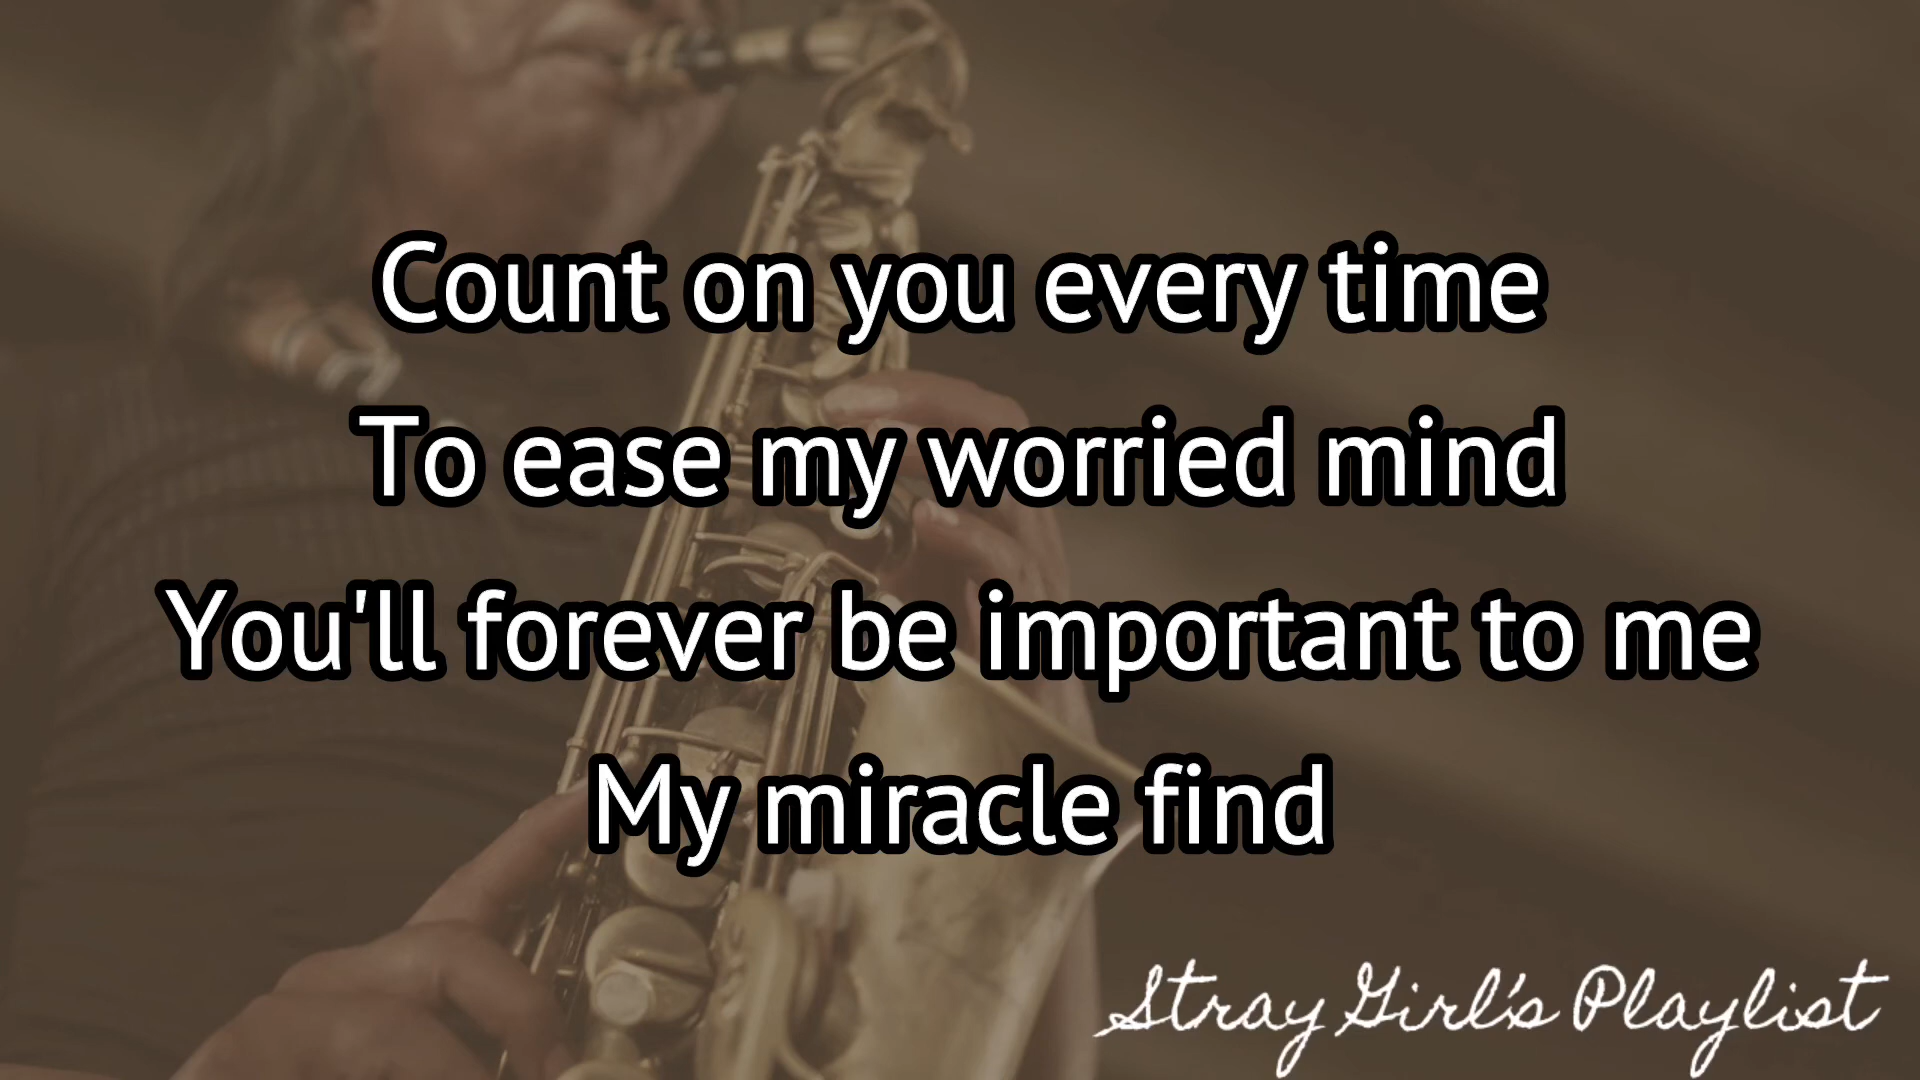 Count on you every time
To ease my worried mind
You'll forever be important to me
My miracle find
Stray Girl's Playlist